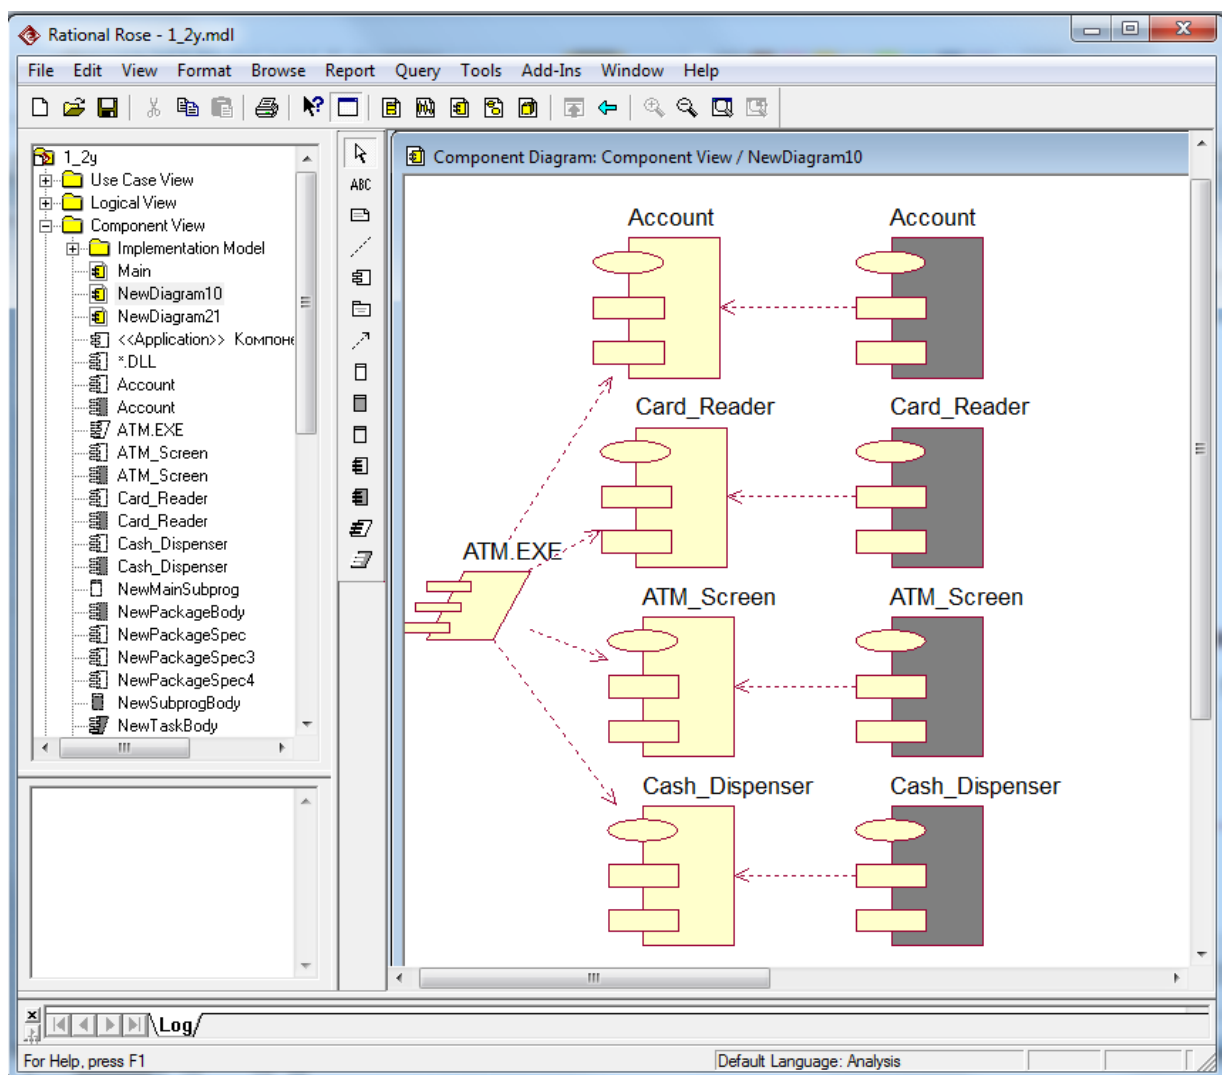 Rational Rose - 1_2y.mdl
File Edit View Format Browse Report Query Tools Add-Ins Window Help
1_2y
Use Case View
Logical View
Component View
Implementation Model
Main
NewDiagram10
NewDiagram21
<<Application>> Компоне
*.DLL
Account
Account
ATM.EXE
ATM_Screen
ATM_Screen
Card_Reader
Card_Reader
Cash_Dispenser
Cash_Dispenser
NewMainSubprog
NewPackageBody
NewPackageSpec
NewPackageSpec3
NewPackageSpec4
NewSubprogBody
NewTaskBody
ABC
Component Diagram: Component View / NewDiagram10
Account Account
Card_Reader Card_Reader
ATM.EXE
ATM_Screen ATM_Screen
Cash_Dispenser Cash_Dispenser
Log
For Help, press F1
Default Language: Analysis